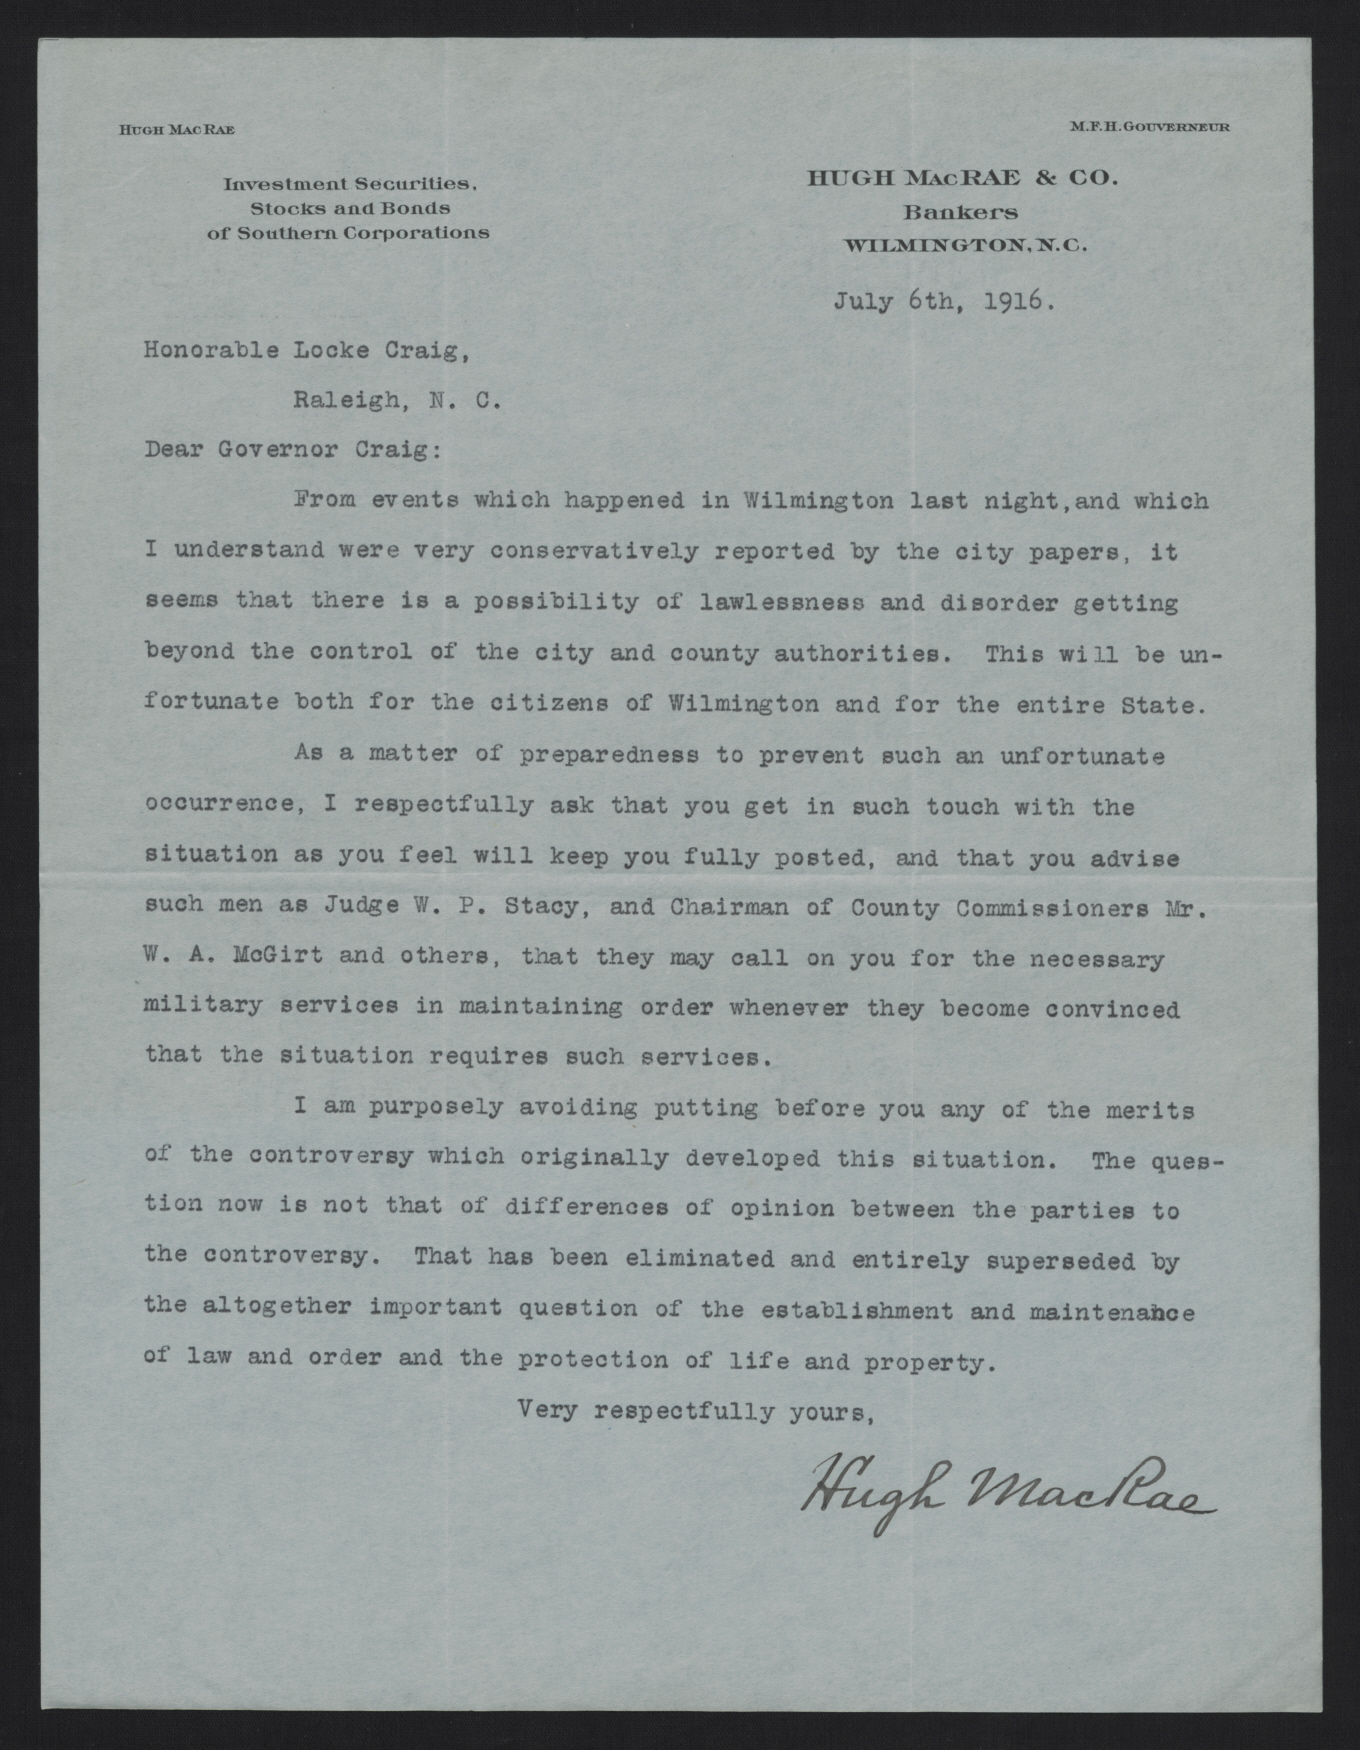 HUGH MACRAE
M.F.H.GOUVERNEUR
Investment Securities,
Stocks and Bonds
of Southern Corporations
HUGH MACRAE & CO.
Bankers
WILMINGTON, N.C.
July 6th, 1916.
Honorable Locke Craig,
Raleigh, N. C.
Dear Governor Craig:
From events which happened in Wilmington last night,and which
I understand were very conservatively reported by the city papers, it
seems that there is a possibility of lawlessness and disorder getting
beyond the control of the city and county authorities. This will be un-
fortunate both for the citizens of Wilmington and for the entire State.
As a matter of preparedness to prevent such an unfortunate
occurrence, I respectfully ask that you get in such touch with the
situation as you feel will keep you fully posted, and that you advise
such men as Judge W. P. Stacy, and Chairman of County Commissioners Mr.
W. A. McGirt and others, that they may call on you for the necessary
military services in maintaining order whenever they become convinced
that the situation requires such services.
I am purposely avoiding putting before you any of the merits
of the controversy which originally developed this situation. The ques-
tion now is not that of differences of opinion between the parties to
the controversy. That has been eliminated and entirely superseded by
the altogether important question of the establishment and maintenance
of law and order and the protection of life and property.
Very respectfully yours,
Hugh MacRae